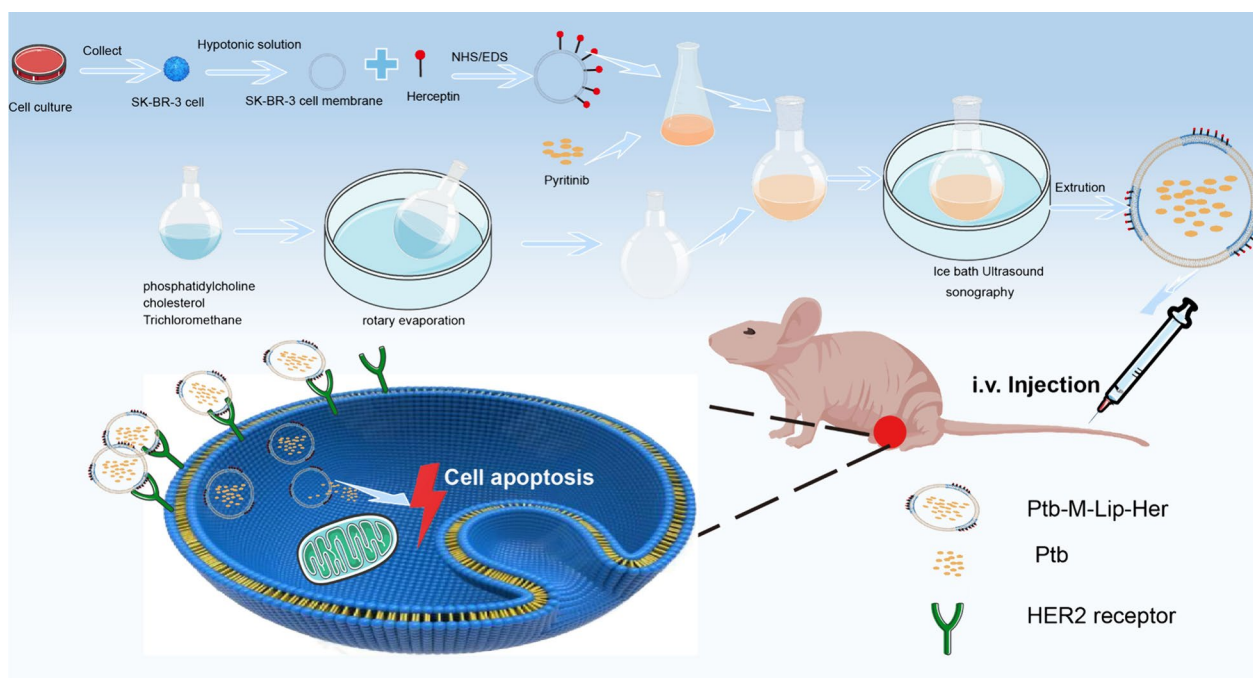 Collect
Hypotonic solution
NHS/EDS
Cell culture
SK-BR-3 cell
SK-BR-3 cell membrane
Herceptin
Pyritinib
Extrution
phosphatidylcholine
cholesterol
Trichloromethane
rotary evaporation
Ice bath Ultrasound
sonography
i.v. Injection
Cell apoptosis
Ptb-M-Lip-Her
Ptb
HER2 receptor